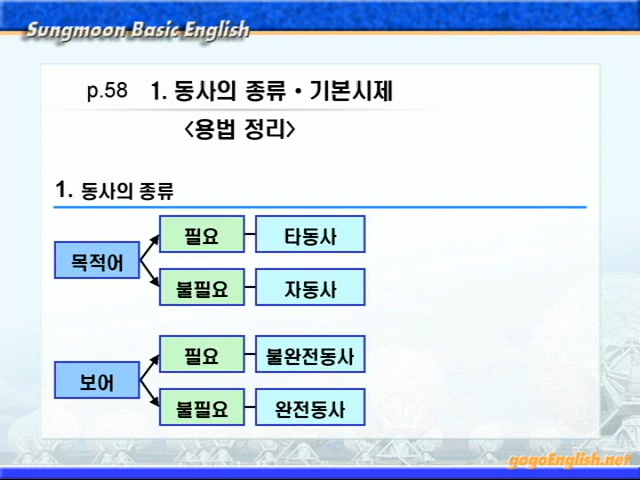 Sungmoon Basic English
p.58 1. 동사의 종류 · 기본시제
<용법 정리>
1. 동사의 종류
목적어
필요 타동사
불필요 자동사
보어
필요 불완전동사
불필요 완전동사
gogoEnglish.net